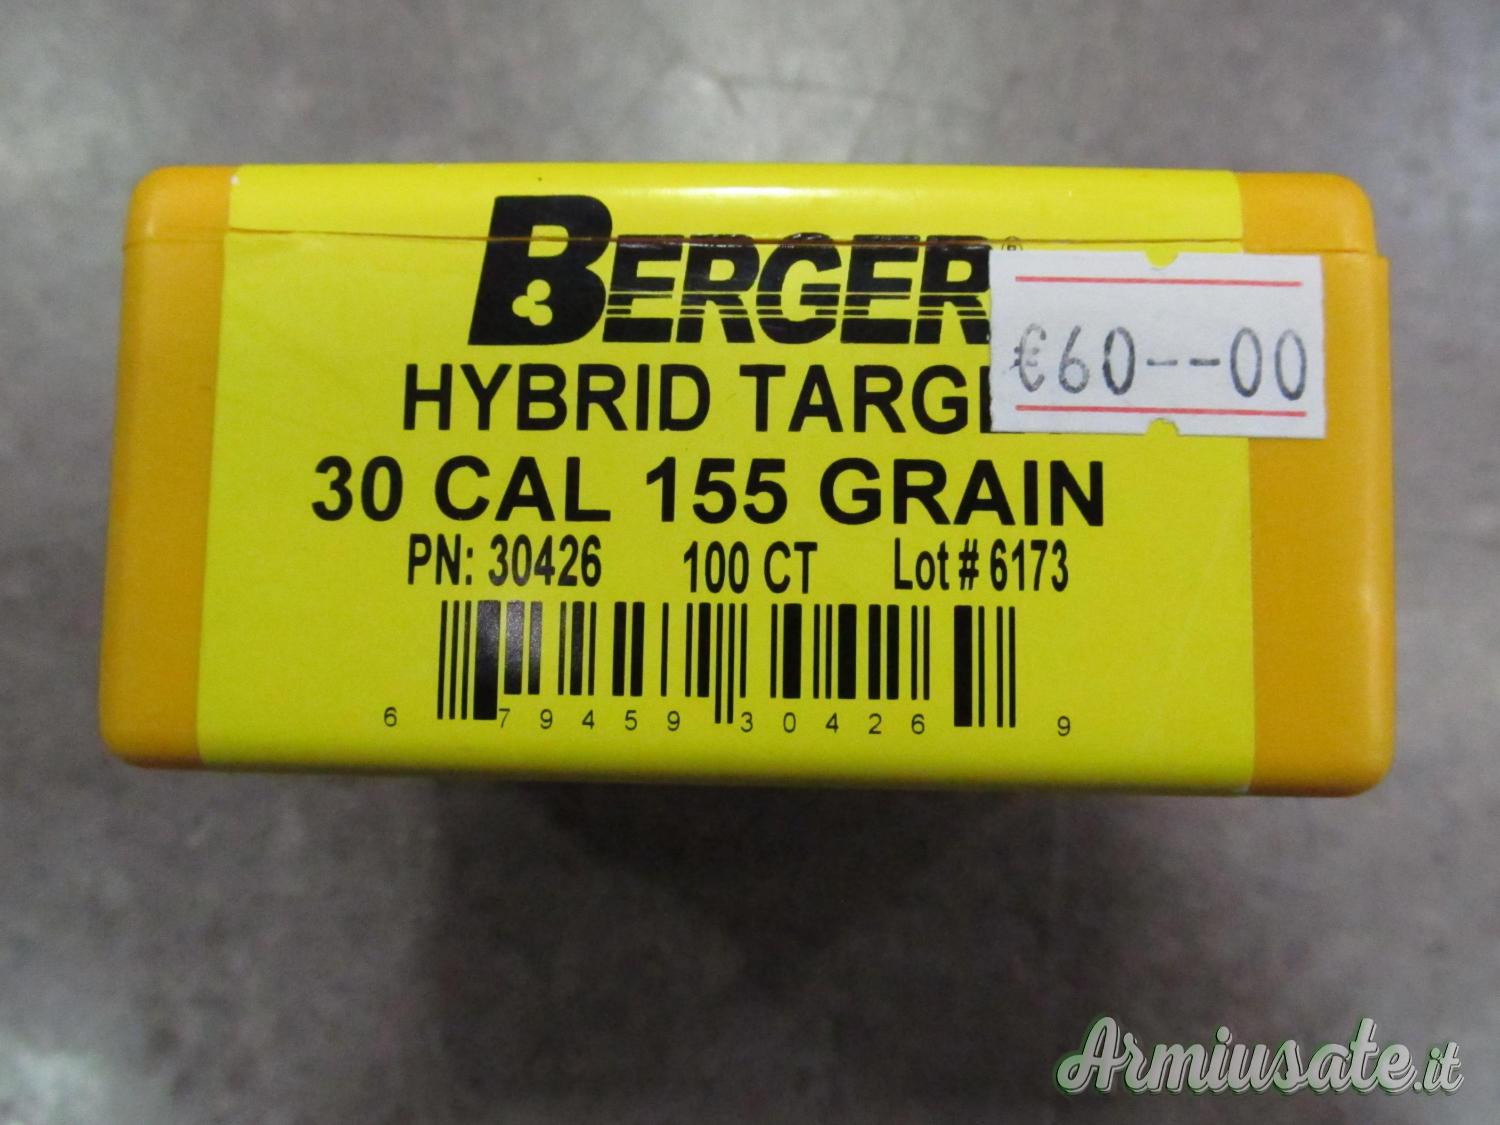 BERGER®
€60--00
HYBRID TARGE
30 CAL 155 GRAIN
PN: 30426 100 CT Lot # 6173
6 79459 30426 9
Armiusate.it